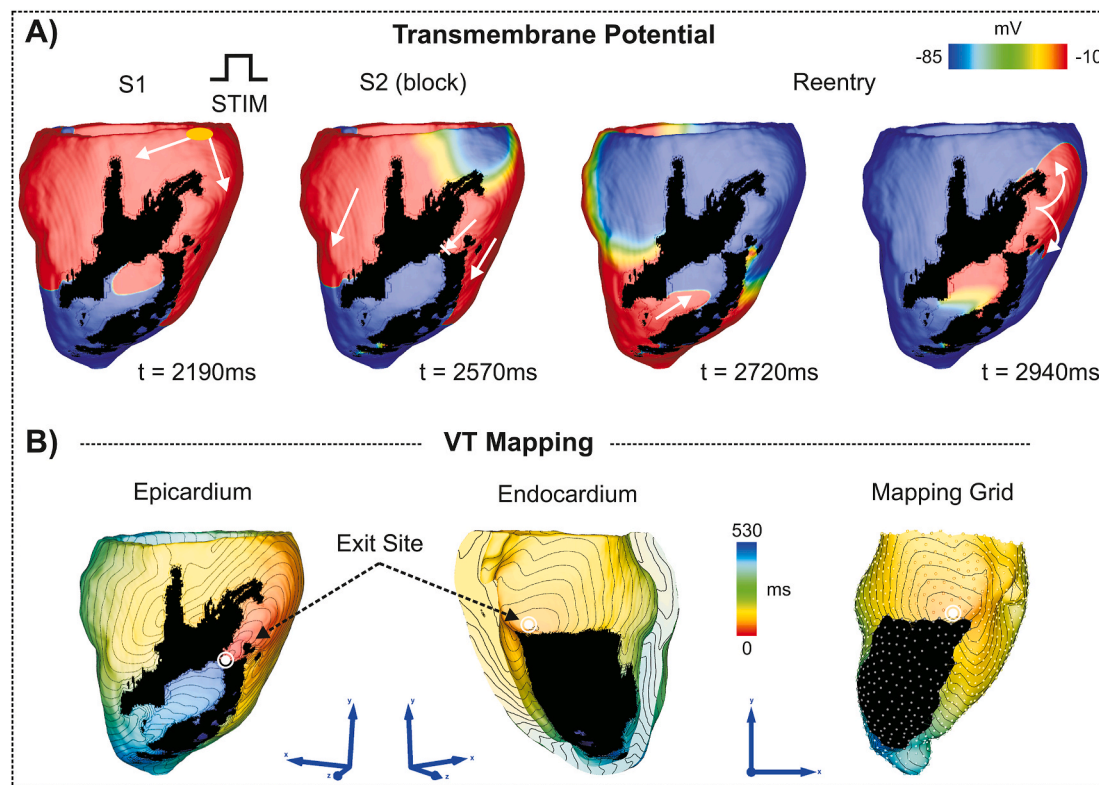 A)
Transmembrane Potential
mV
-85
-10
S1
STIM
S2 (block)
Reentry
t = 2190ms
t = 2570ms
t = 2720ms
t = 2940ms
B)
VT Mapping
Epicardium
Endocardium
Mapping Grid
Exit Site
530
ms
0
y
x
z
y
x
z
y
x